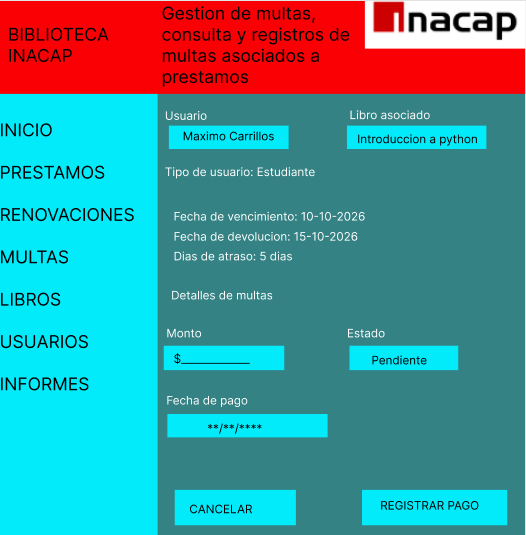 BIBLIOTECA
INACAP
Gestion de multas,
consulta y registros de
multas asociados a
prestamos
inacap
INICIO
PRESTAMOS
RENOVACIONES
MULTAS
LIBROS
USUARIOS
INFORMES
Usuario
Libro asociado
Maximo Carrillos
Introduccion a python
Tipo de usuario: Estudiante
Fecha de vencimiento: 10-10-2026
Fecha de devolucion: 15-10-2026
Dias de atraso: 5 dias
Detalles de multas
Monto
Estado
$___________
Pendiente
Fecha de pago
**/**/****
CANCELAR
REGISTRAR PAGO